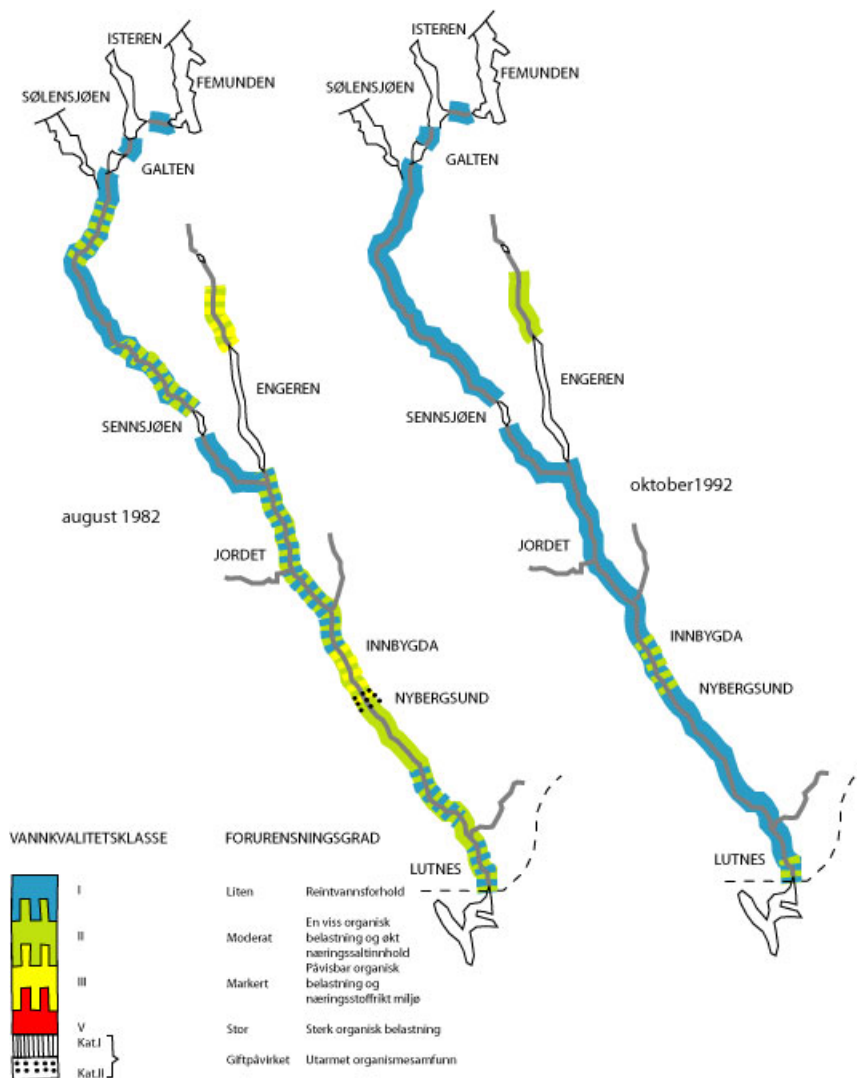 ISTEREN
FEMUNDEN
SØLENSJØEN
GALTEN
ENGEREN
SENNSJØEN
august 1982
JORDET
INNBYGDA
NYBERGSUND
LUTNES
ISTEREN
FEMUNDEN
SØLENSJØEN
GALTEN
ENGEREN
SENNSJØEN
oktober1992
JORDET
INNBYGDA
NYBERGSUND
LUTNES
VANNKVALITETSKLASSE
FORURENSNINGSGRAD
I
Liten
Reintvannsforhold
II
Moderat
En viss organisk
belastning og økt
næringssaltinnhold
III
Markert
Påvisbar organisk
belastning og
næringsstoffrikt miljø
V
Stor
Sterk organisk belastning
Kat.I
Kat.II
Giftpåvirket
Utarmet organismesamfunn